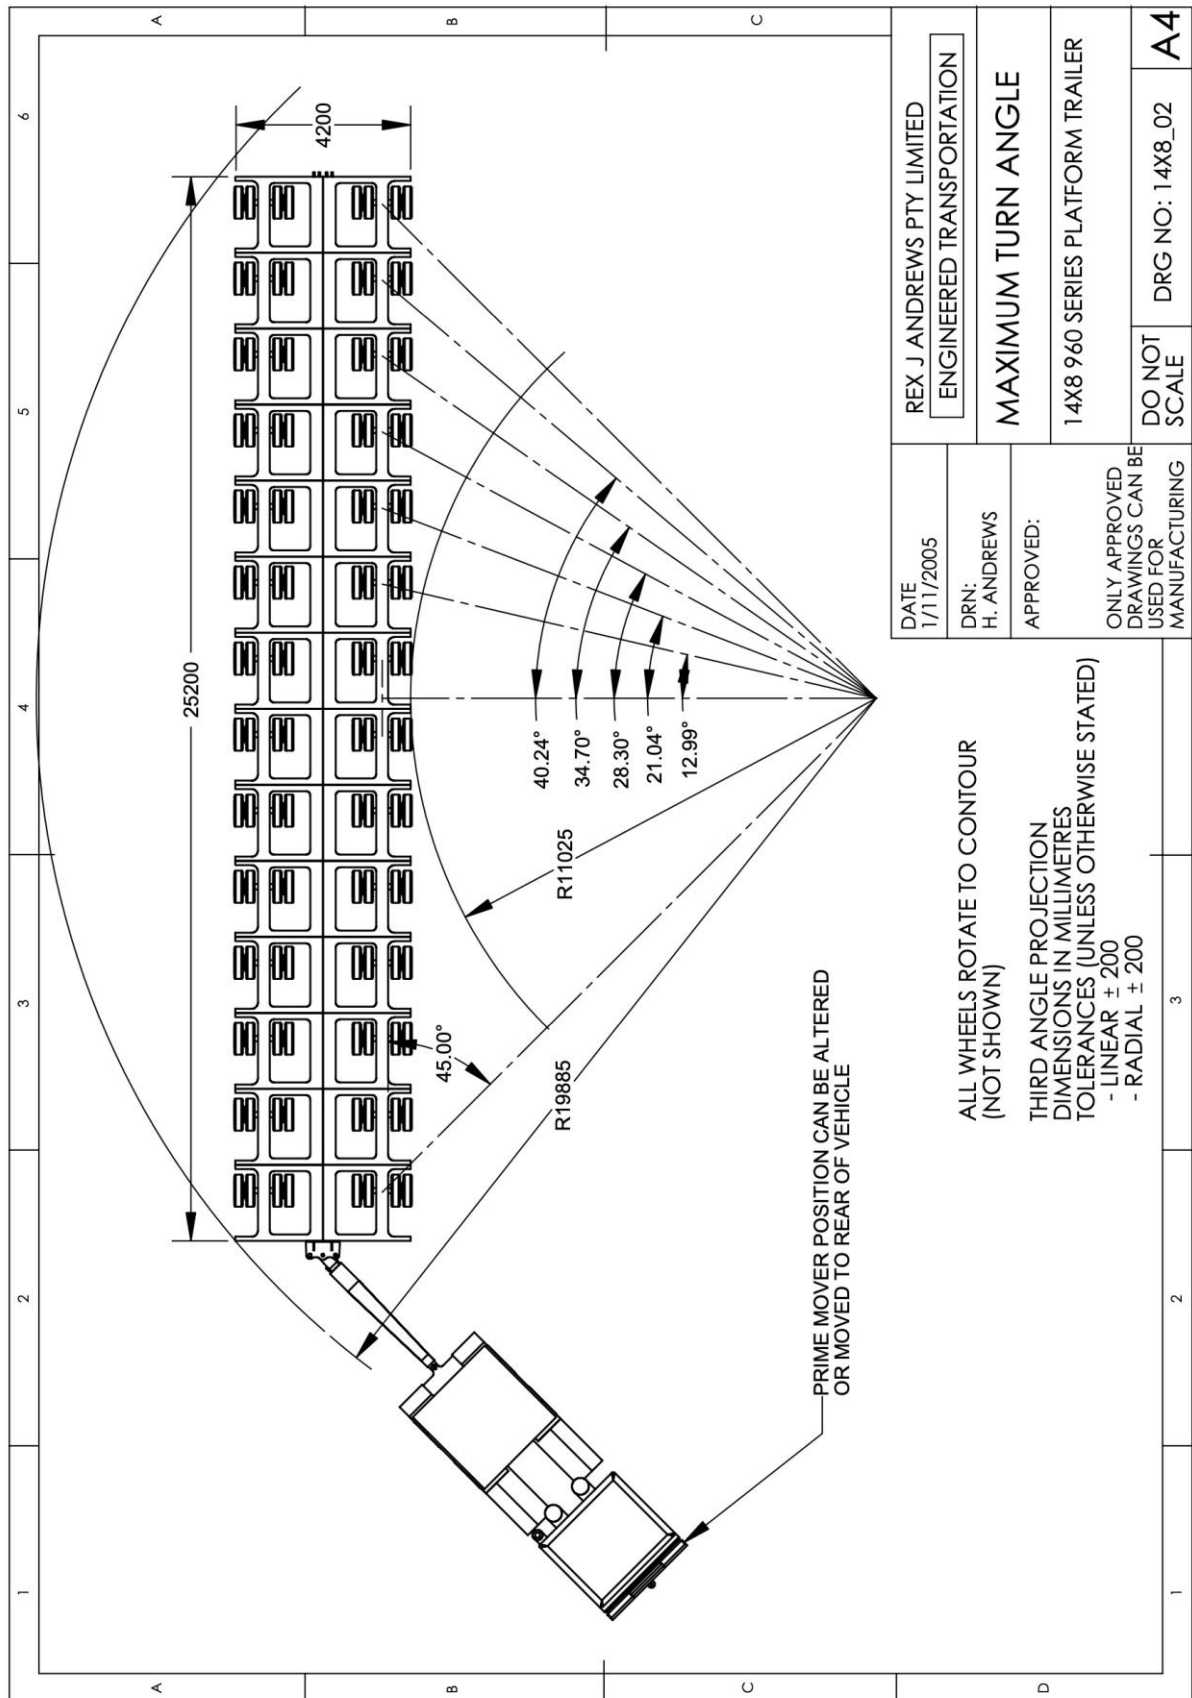 1
2
3
4
5
6
A
B
C
A
B
C
D
1
2
3
25200
4200
40.24°
34.70°
28.30°
21.04°
12.99°
45.00°
R11025
R19885
PRIME MOVER POSITION CAN BE ALTERED
OR MOVED TO REAR OF VEHICLE
ALL WHEELS ROTATE TO CONTOUR
(NOT SHOWN)
THIRD ANGLE PROJECTION
DIMENSIONS IN MILLIMETRES
TOLERANCES (UNLESS OTHERWISE STATED)
- LINEAR ± 200
- RADIAL ± 200
DATE
1/11/2005
DRN:
H. ANDREWS
APPROVED:
ONLY APPROVED
DRAWINGS CAN BE
USED FOR
MANUFACTURING
REX J ANDREWS PTY LIMITED
ENGINEERED TRANSPORTATION
MAXIMUM TURN ANGLE
14X8 960 SERIES PLATFORM TRAILER
DO NOT
SCALE
DRG NO: 14X8_02
A4